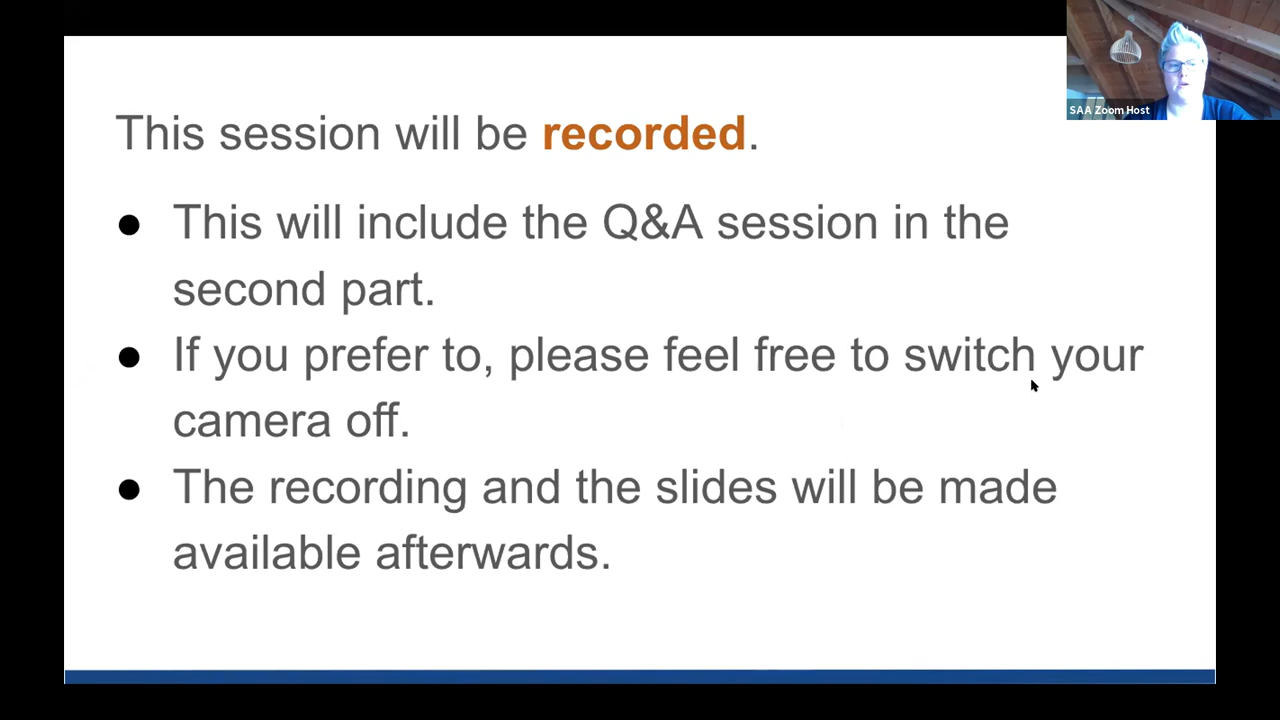 SAA Zoom Host
This session will be recorded.
● This will include the Q&A session in the
second part.
● If you prefer to, please feel free to switch your
camera off.
● The recording and the slides will be made
available afterwards.